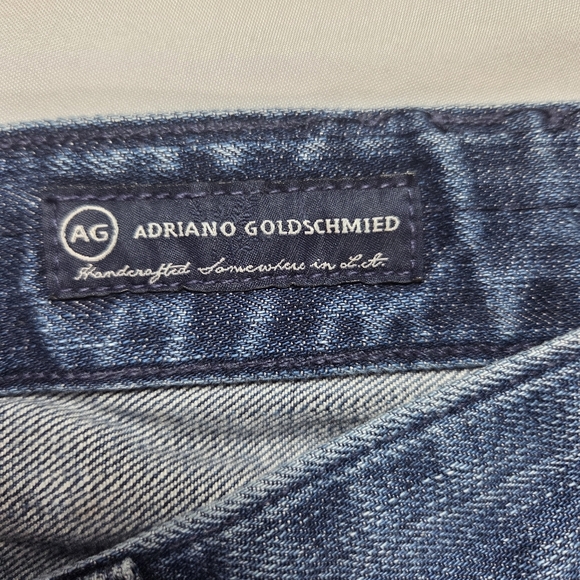 AG ADRIANO GOLDSCHMIED
Handcrafted Somewhere in L.A.